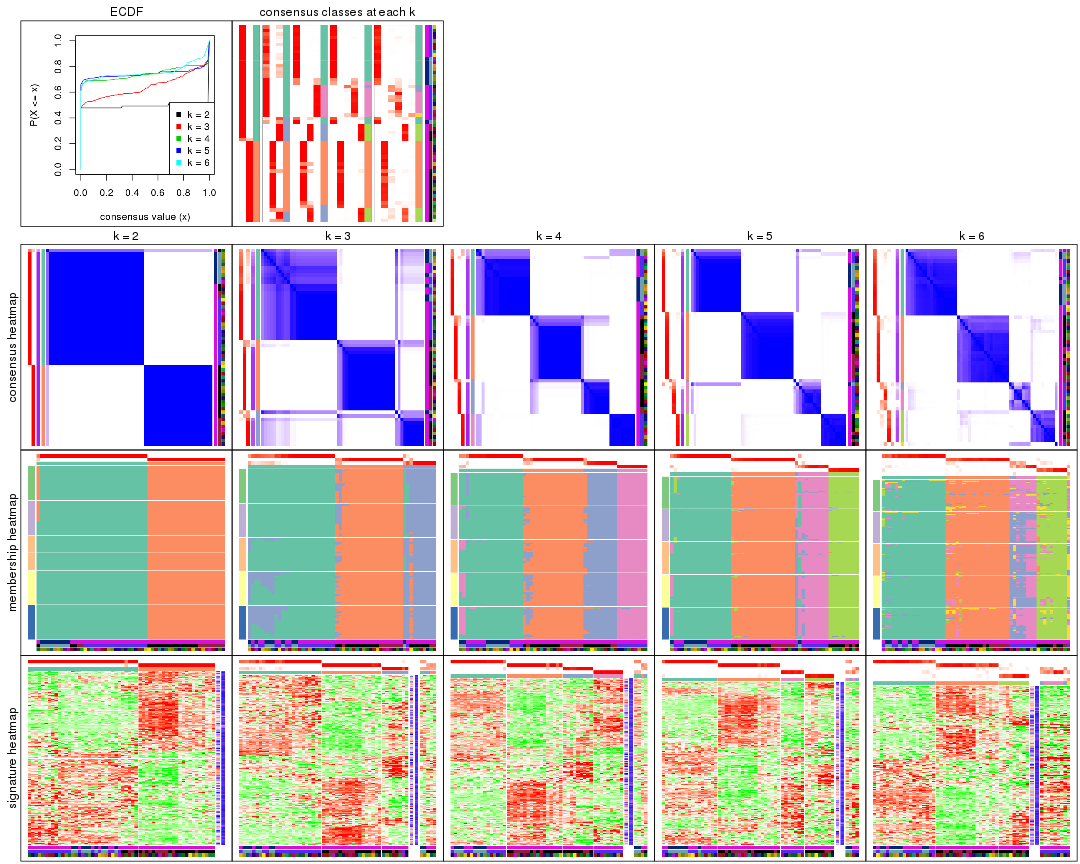 ECDF
consensus classes at each k
P(X <= x)
0.0 0.2 0.4 0.6 0.8 1.0
k = 2
k = 3
k = 4
k = 5
k = 6
0.0 0.2 0.4 0.6 0.8 1.0
consensus value (x)
k = 2
k = 3
k = 4
k = 5
k = 6
consensus heatmap
membership heatmap
signature heatmap